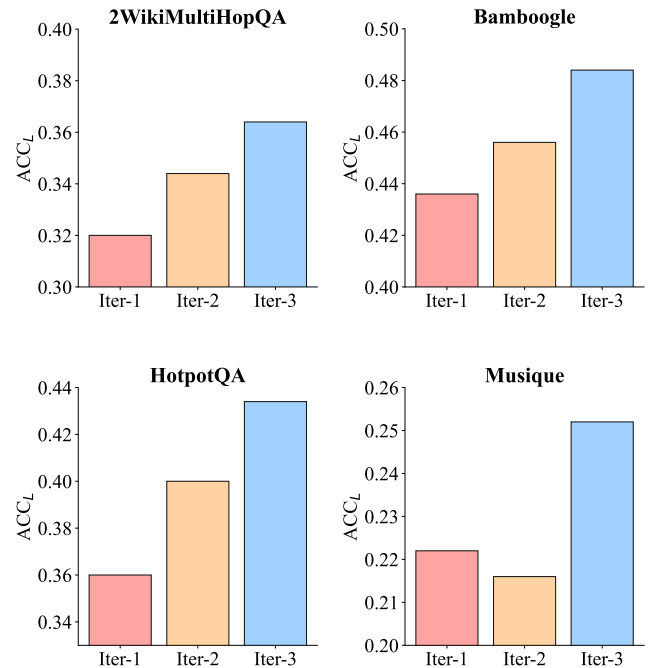 2WikiMultiHopQA
0.40
0.38
0.36
0.34
0.32
0.30
ACC_L
Iter-1 Iter-2 Iter-3
Bamboogle
0.50
0.48
0.46
0.44
0.42
0.40
ACC_L
Iter-1 Iter-2 Iter-3
HotpotQA
0.44
0.42
0.40
0.38
0.36
0.34
ACC_L
Iter-1 Iter-2 Iter-3
Musique
0.26
0.25
0.24
0.23
0.22
0.21
0.20
ACC_L
Iter-1 Iter-2 Iter-3